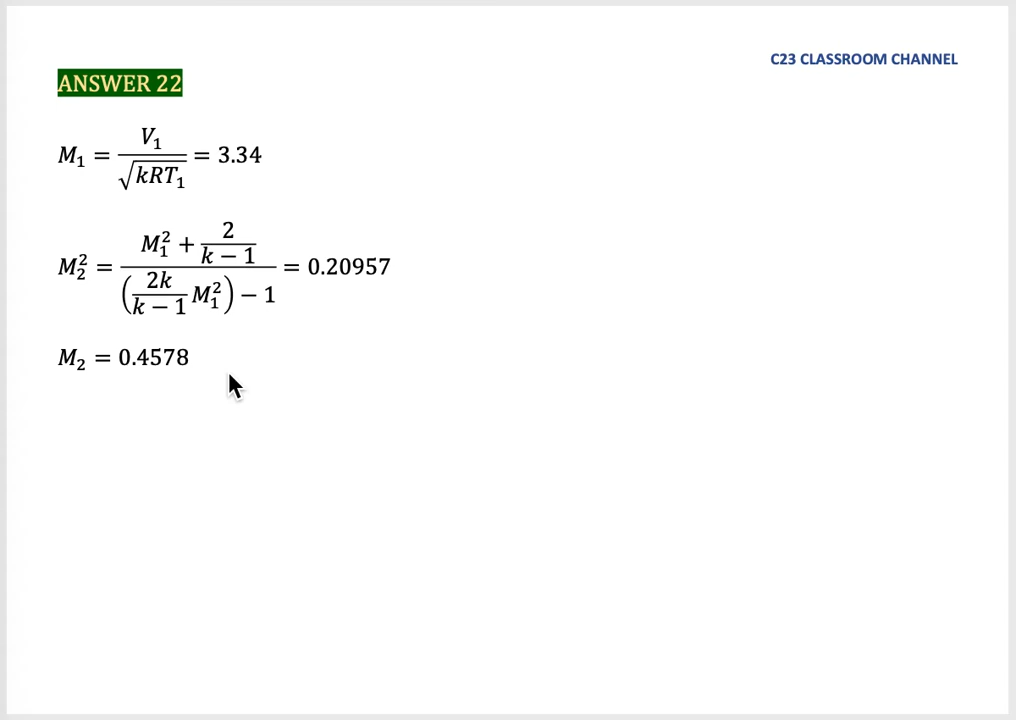 C23 CLASSROOM CHANNEL
ANSWER 22
M₁ = V₁ / √(kRT₁) = 3.34
M₂² = (M₁² + 2/(k − 1)) / ((2k/(k − 1) M₁²) − 1) = 0.20957
M₂ = 0.4578